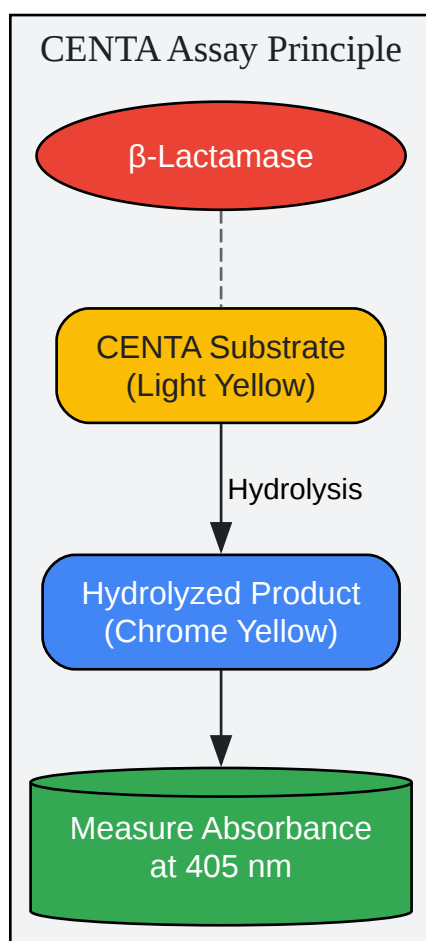 CENTA Assay Principle
β-Lactamase
CENTA Substrate
(Light Yellow)
Hydrolysis
Hydrolyzed Product
(Chrome Yellow)
Measure Absorbance
at 405 nm